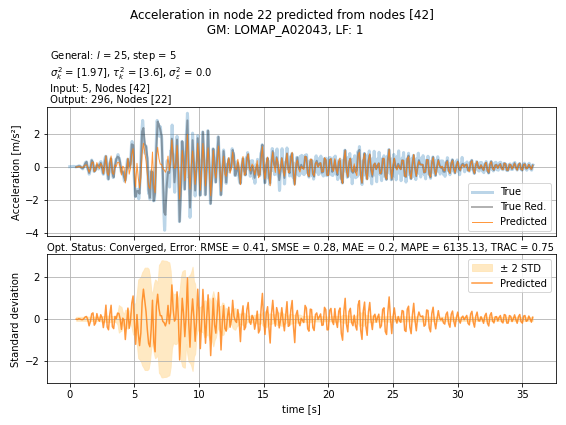 Acceleration in node 22 predicted from nodes [42]
GM: LOMAP_A02043, LF: 1
General: l = 25, step = 5
σ²ₖ = [1.97], τ²ₖ = [3.6], σ²ε = 0.0
Input: 5, Nodes [42]
Output: 296, Nodes [22]
Acceleration [m/s²]
2
0
−2
−4
True
True Red.
Predicted
Opt. Status: Converged, Error: RMSE = 0.41, SMSE = 0.28, MAE = 0.2, MAPE = 6135.13, TRAC = 0.75
Standard deviation
2
0
−2
± 2 STD
Predicted
0 5 10 15 20 25 30 35
time [s]